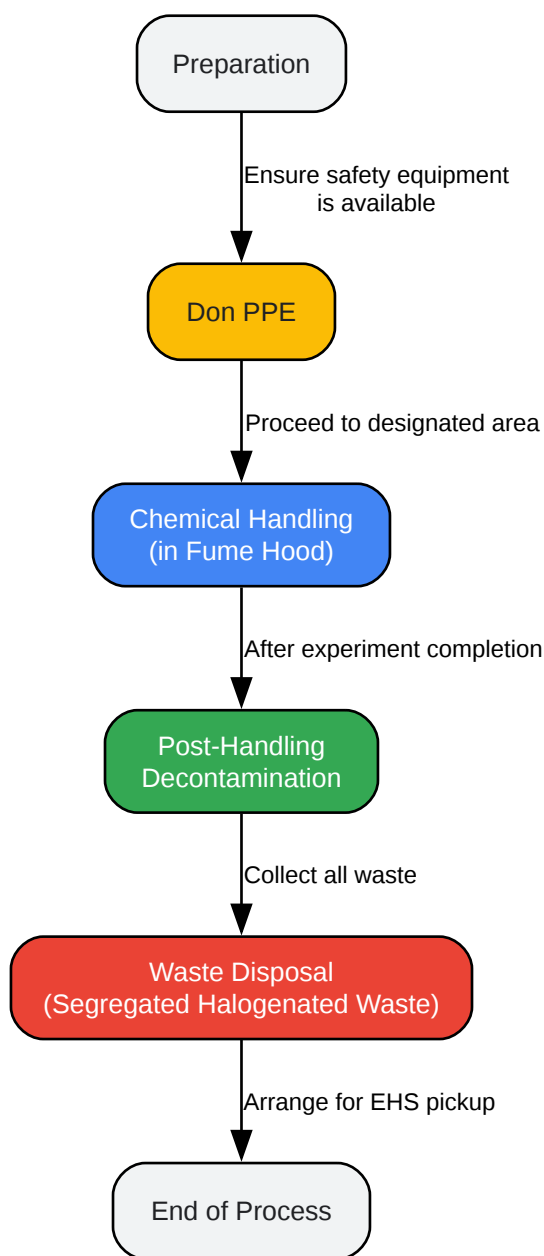 Preparation
Ensure safety equipment
is available
Don PPE
Proceed to designated area
Chemical Handling
(in Fume Hood)
After experiment completion
Post-Handling
Decontamination
Collect all waste
Waste Disposal
(Segregated Halogenated Waste)
Arrange for EHS pickup
End of Process